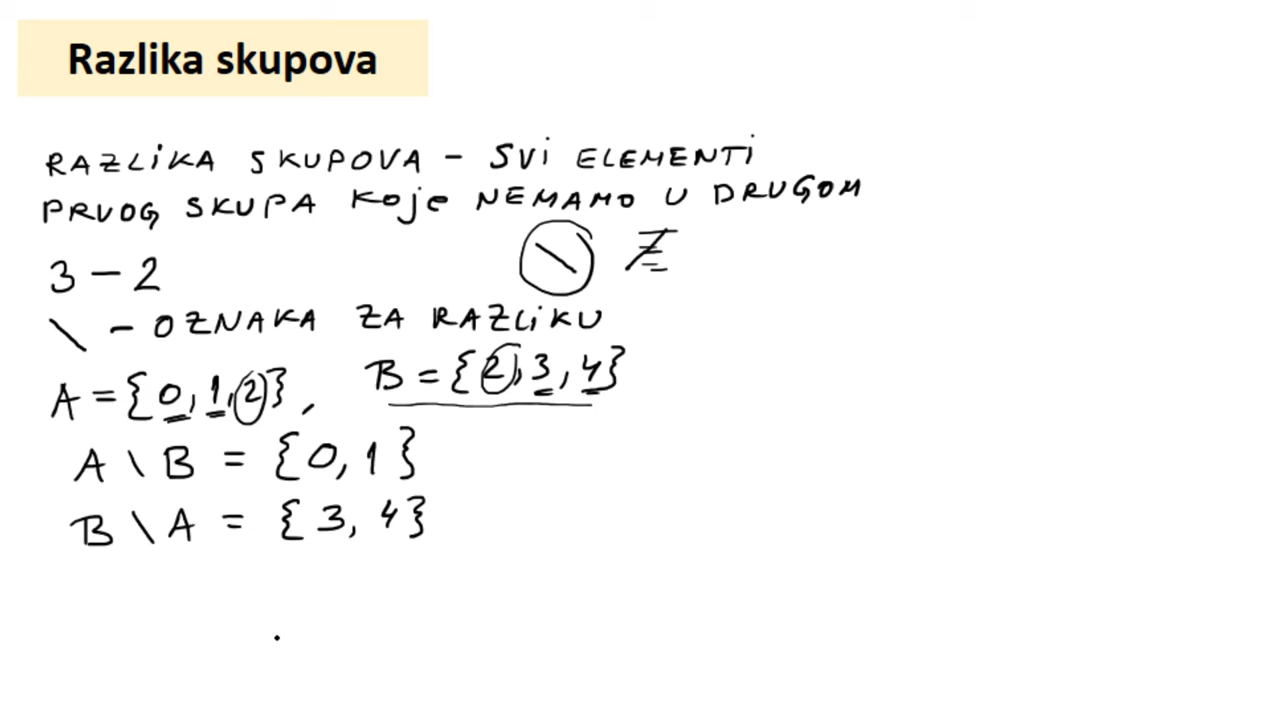 Razlika skupova
RAZLIKA SKUPOVA - SVI ELEMENTI
PRVOG SKUPA KOJE NEMAMO U DRUGOM
3 - 2
\ - OZNAKA ZA RAZLIKU
A = {0, 1, 2}, B = {2, 3, 4}
A \ B = {0, 1}
B \ A = {3, 4}